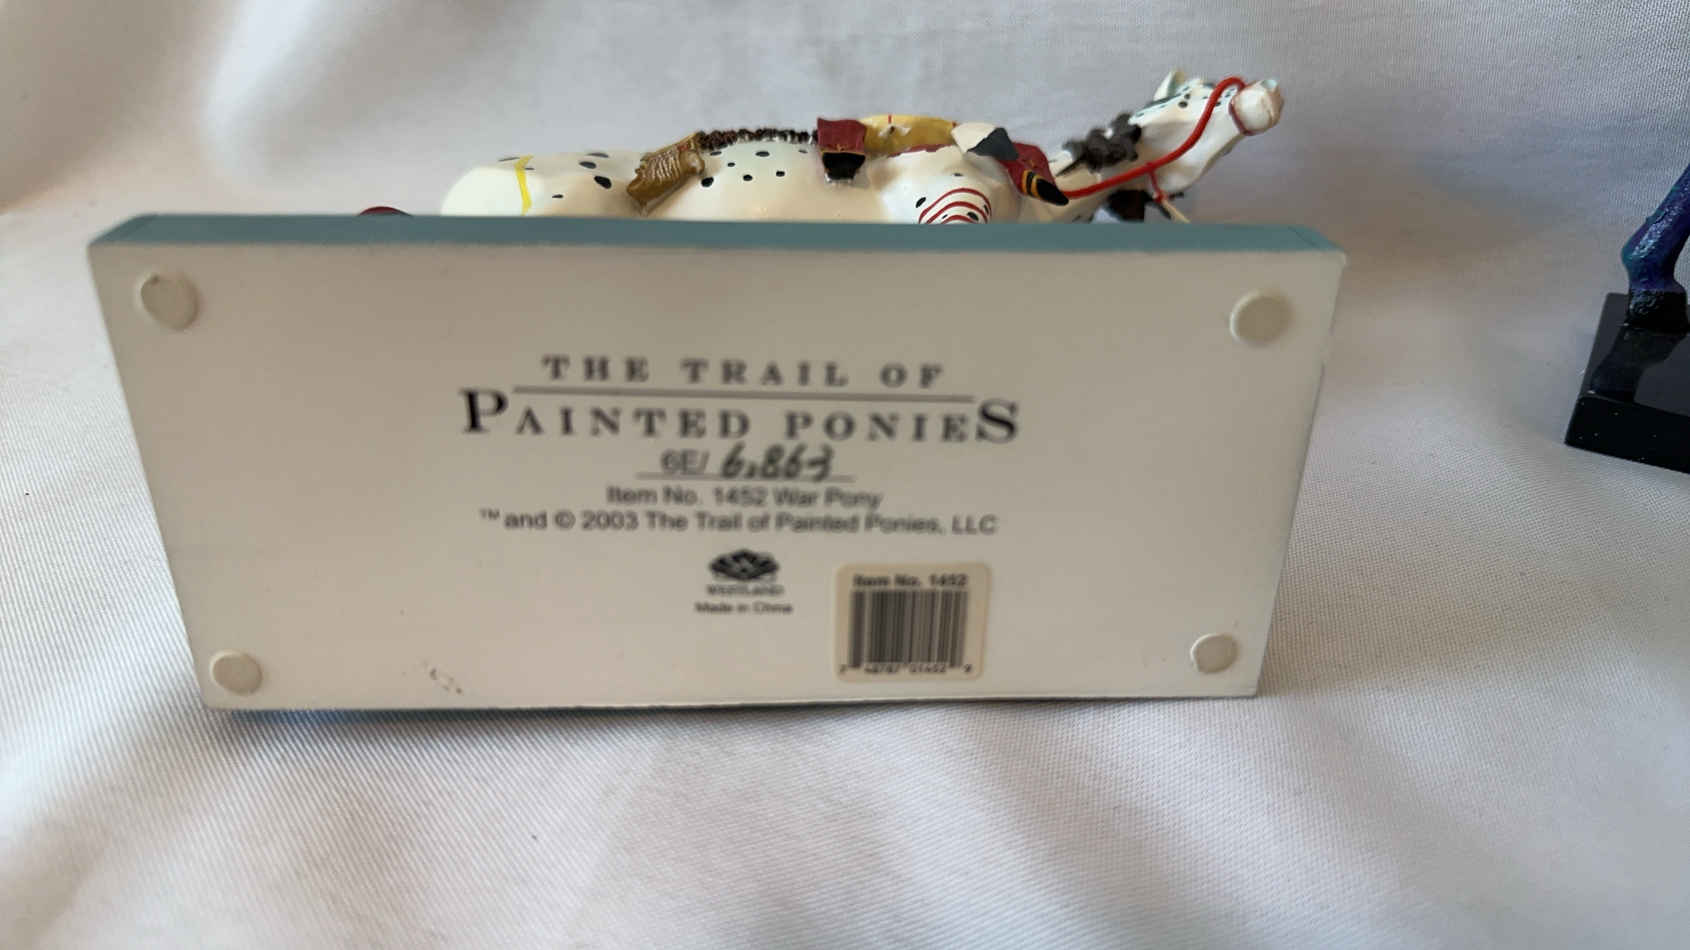 THE TRAIL OF
PAINTED PONIES
6E/ 6,863
Item No. 1452 War Pony
™ and © 2003 The Trail of Painted Ponies, LLC
WESTLAND
Made in China
Item No. 1452